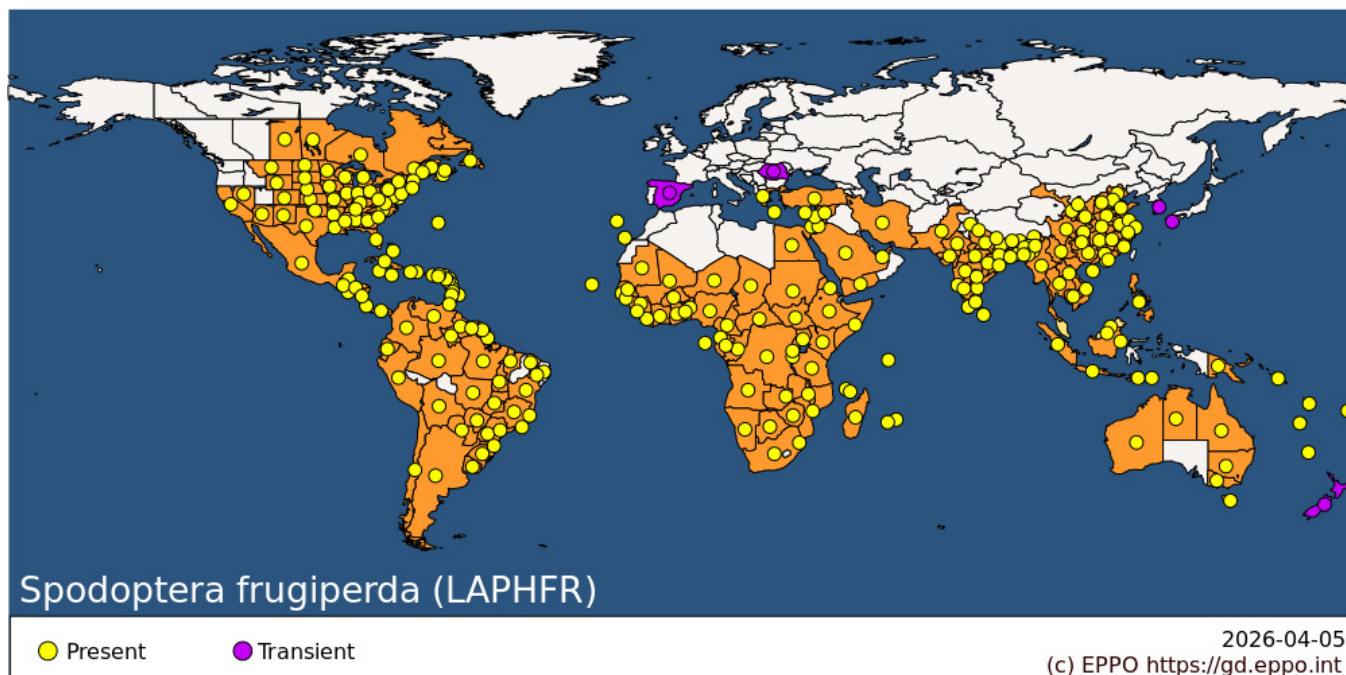 Spodoptera frugiperda (LAPHFR)
Present
Transient
2026-04-05
(c) EPPO https://gd.eppo.int